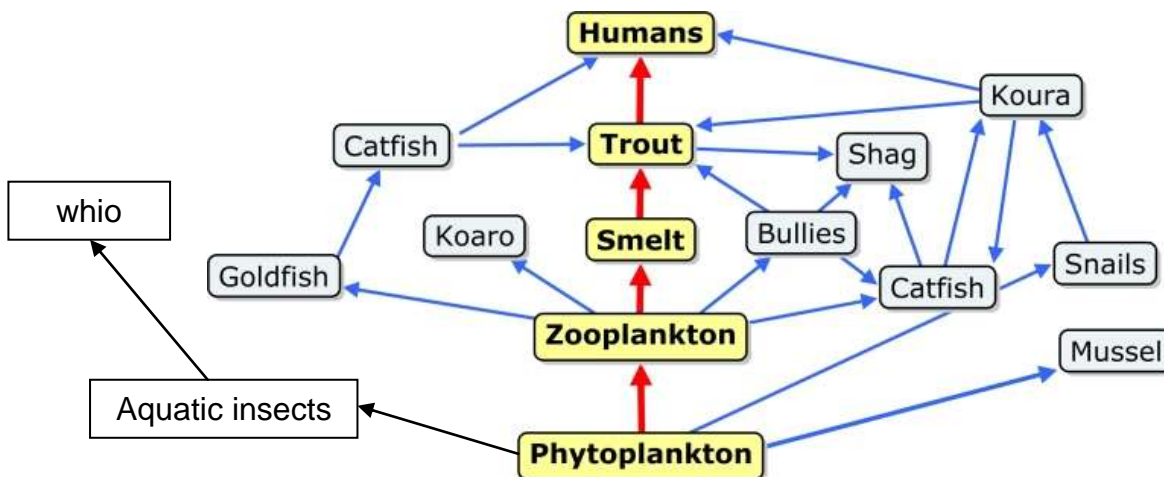 Humans
Koura
Catfish
Trout
Shag
whio
Koaro
Smelt
Bullies
Goldfish
Catfish
Snails
Zooplankton
Mussel
Aquatic insects
Phytoplankton